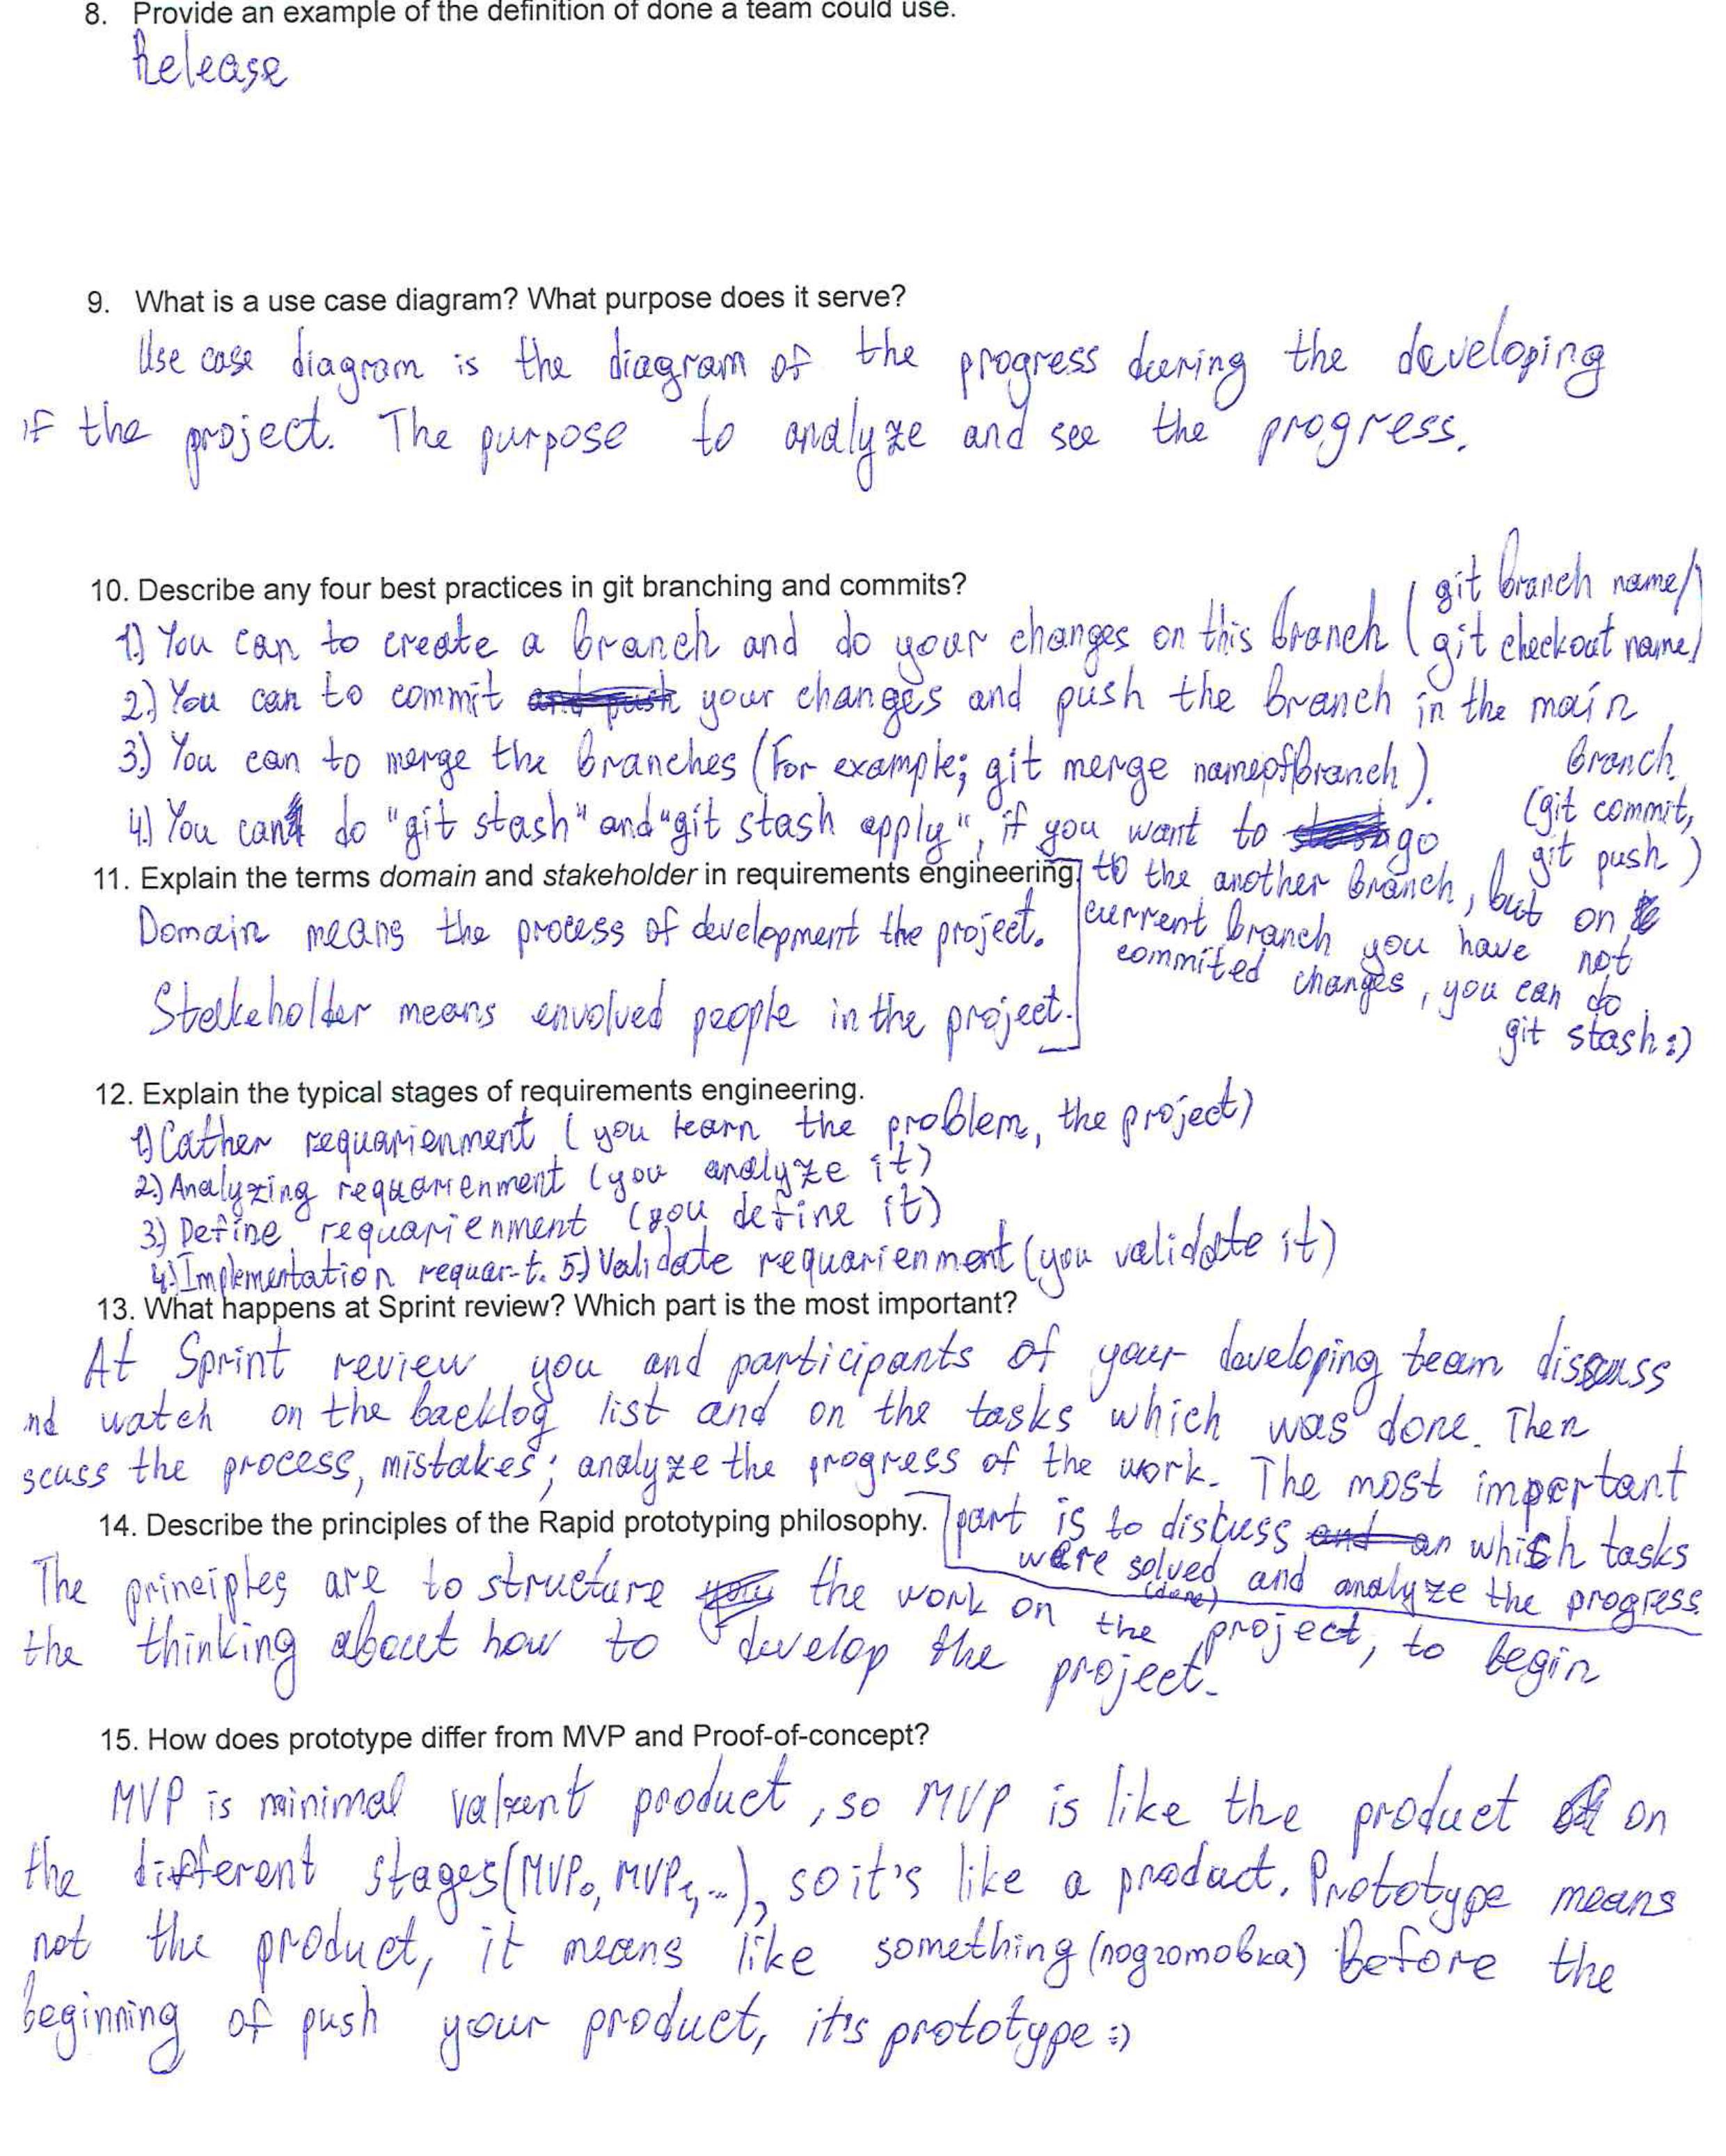 8. Provide an example of the definition of done a team could use.
Release
9. What is a use case diagram? What purpose does it serve?
Use case diagram is the diagram of the progress during the developing
if the project. The purpose to analyze and see the progress.
10. Describe any four best practices in git branching and commits?
1.) You can to create a branch and do your changes on this branch (git branch name/
git checkout name)
2.) You can to commit your changes and push the branch in the main
branch
(git commit,
git push)
3.) You can to merge the branches (for example; git merge nameofbranch).
4.) You can do "git stash" and "git stash apply", if you want to go
to the another branch, but on
current branch you have not
commited changes, you can do
git stash :)
11. Explain the terms domain and stakeholder in requirements engineering.
Domain means the process of development the project.
Stakeholder means envolved people in the project.
12. Explain the typical stages of requirements engineering.
1) Cather requarienment (you learn the problem, the project)
2.) Analyzing requarienment (you analyze it)
3.) Define requarienment (you define it)
4.) Implementation requar-t. 5.) Validate requarienment (you validate it)
13. What happens at Sprint review? Which part is the most important?
At Sprint review you and participants of your developing team discuss
nd watch on the backlog list and on the tasks which was done. Then
scuss the process, mistakes; analyze the progress of the work. The most important
part is to discuss on which tasks
were solved (done) and analyze the progress.
14. Describe the principles of the Rapid prototyping philosophy.
The principles are to structure the work on the project, to begin
the thinking about how to develop the project.
15. How does prototype differ from MVP and Proof-of-concept?
MVP is minimal product, so MVP is like the product on
the different stages (MVP0, MVP1, ...), so it's like a product. Prototype means
not the product, it means like something (подготовка) before the
beginning of push your product, it's prototype :)